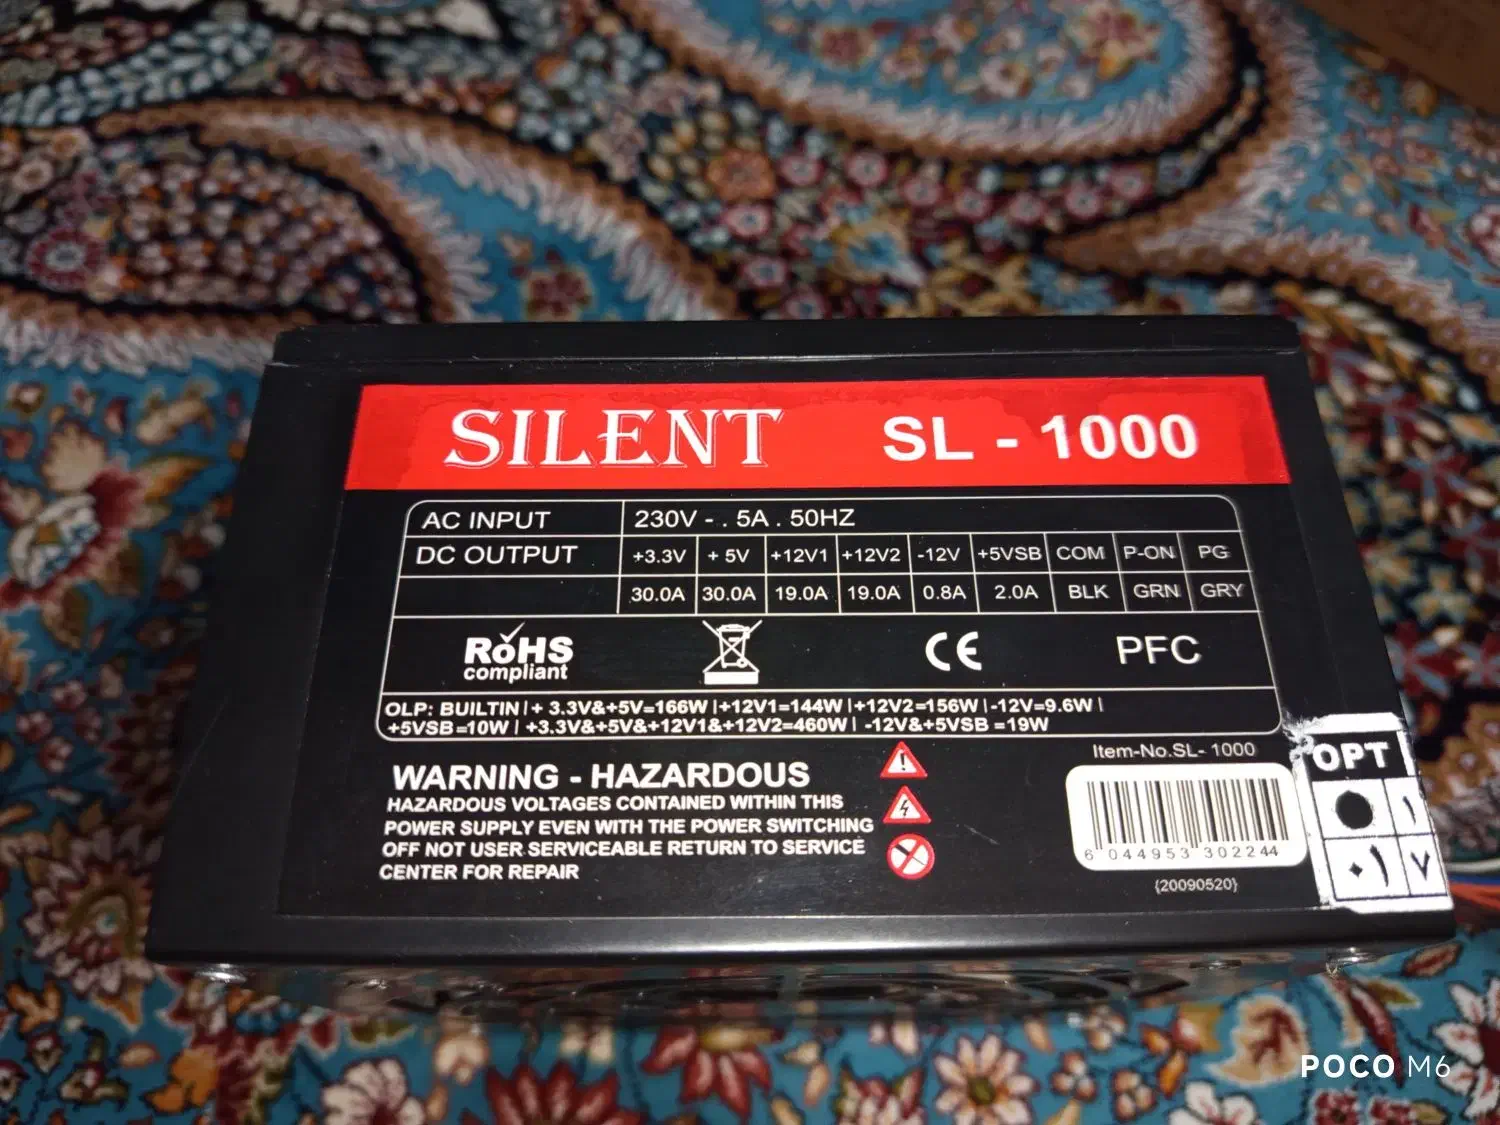 SILENT SL - 1000
AC INPUT 230V - . 5A . 50HZ
DC OUTPUT +3.3V + 5V +12V1 +12V2 -12V +5VSB COM P-ON PG
30.0A 30.0A 19.0A 19.0A 0.8A 2.0A BLK GRN GRY
RoHS
compliant
CE
PFC
OLP: BUILTIN | + 3.3V&+5V=166W |+12V1=144W |+12V2=156W |-12V=9.6W |
+5VSB=10W | +3.3V&+5V&+12V1&+12V2=460W | -12V&+5VSB =19W
WARNING - HAZARDOUS
HAZARDOUS VOLTAGES CONTAINED WITHIN THIS
POWER SUPPLY EVEN WITH THE POWER SWITCHING
OFF NOT USER SERVICEABLE RETURN TO SERVICE
CENTER FOR REPAIR
Item-No.SL- 1000
6 044953 302244
{20090520}
OPT
١
٠١ ٧
POCO M6